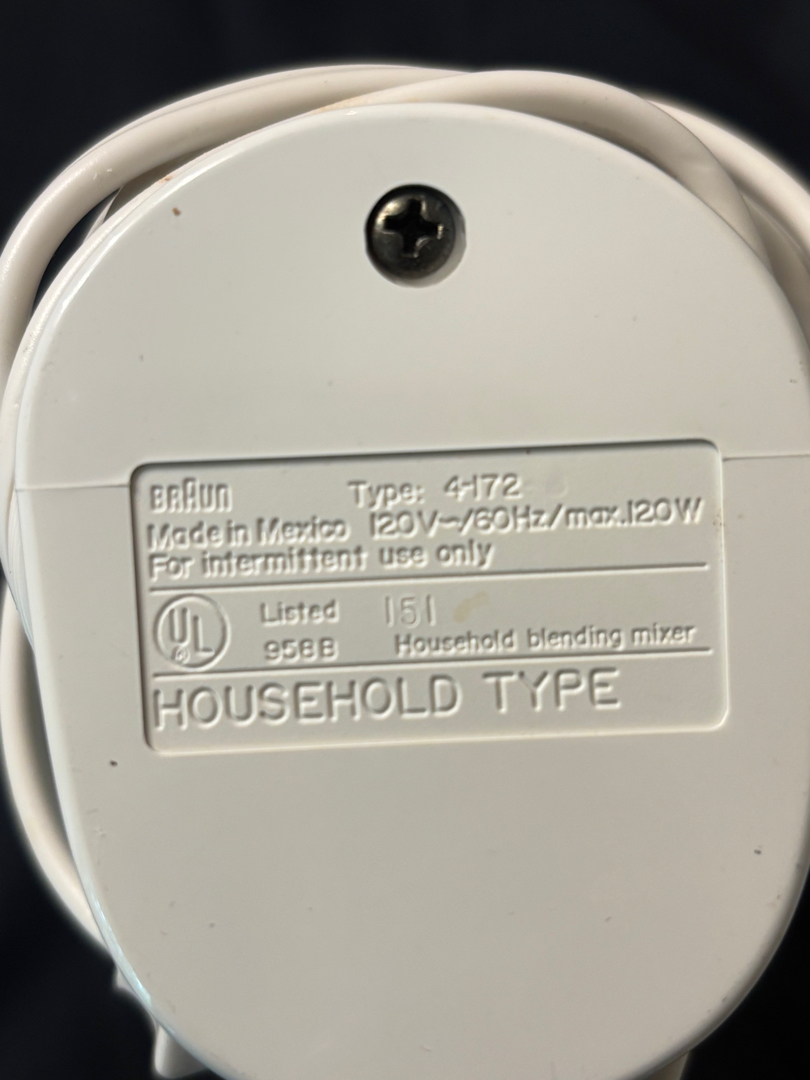 BRAUN Type: 4-172
Made in Mexico 120V~/60Hz/max.120W
For intermittent use only
UL Listed 151
958B Household blending mixer
HOUSEHOLD TYPE